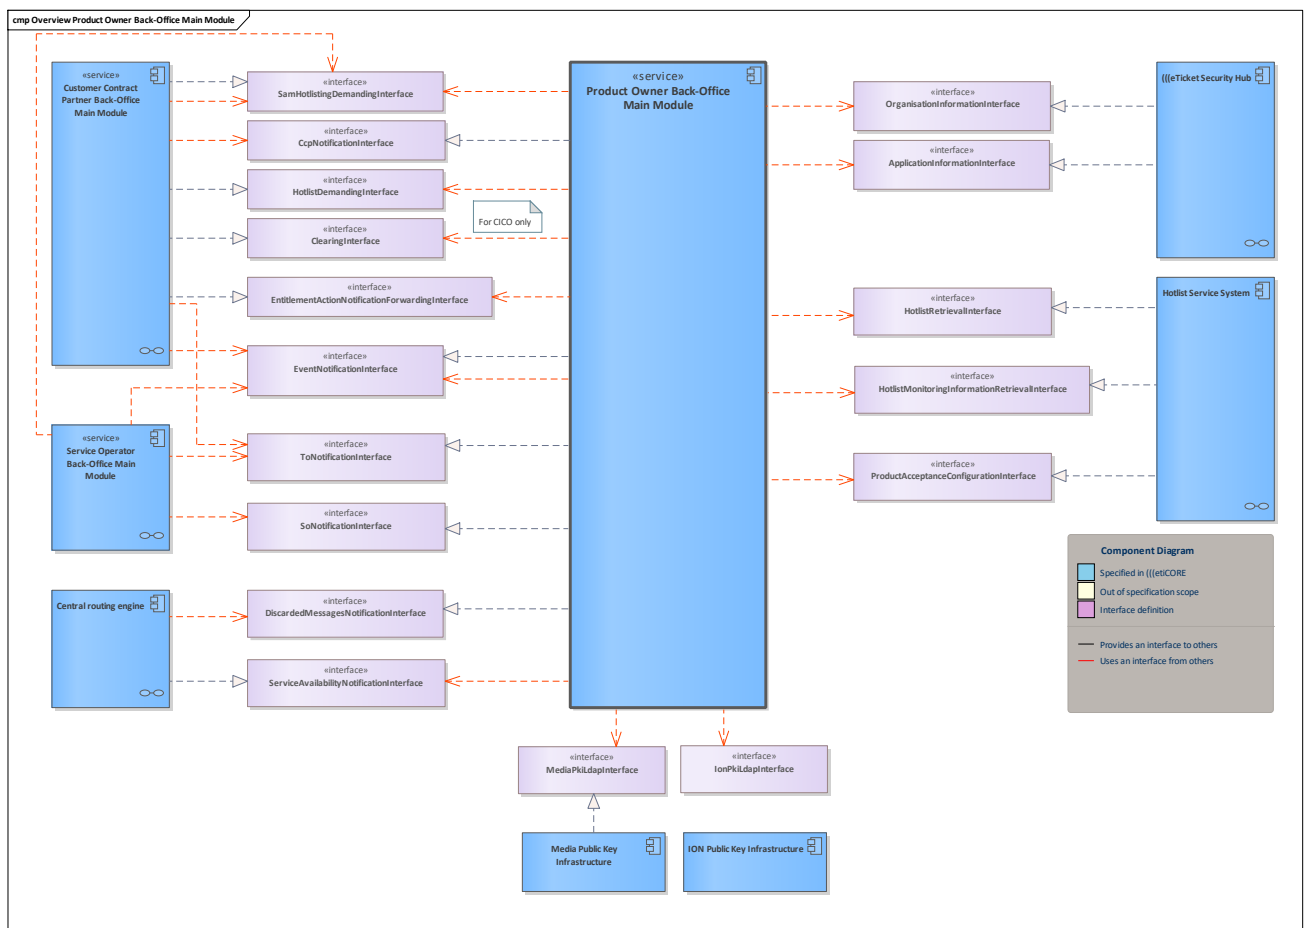 cmp Overview Product Owner Back-Office Main Module
«service»
Customer Contract
Partner Back-Office
Main Module
«interface»
SamHotlistingDemandingInterface
«interface»
CcpNotificationInterface
«interface»
HotlistDemandingInterface
For CICO only
«interface»
ClearingInterface
«interface»
EntitlementActionNotificationForwardingInterface
«interface»
EventNotificationInterface
«service»
Service Operator
Back-Office Main
Module
«interface»
ToNotificationInterface
«interface»
SoNotificationInterface
Central routing engine
«interface»
DiscardedMessagesNotificationInterface
«interface»
ServiceAvailabilityNotificationInterface
«service»
Product Owner Back-Office
Main Module
«interface»
OrganisationInformationInterface
«interface»
ApplicationInformationInterface
(((eTicket Security Hub
«interface»
HotlistRetrievalInterface
«interface»
HotlistMonitoringInformationRetrievalInterface
«interface»
ProductAcceptanceConfigurationInterface
Hotlist Service System
Component Diagram
Specified in (((etiCORE
Out of specification scope
Interface definition
Provides an interface to others
Uses an interface from others
«interface»
MediaPkiLdapInterface
«interface»
IonPkiLdapInterface
Media Public Key
Infrastructure
ION Public Key Infrastructure